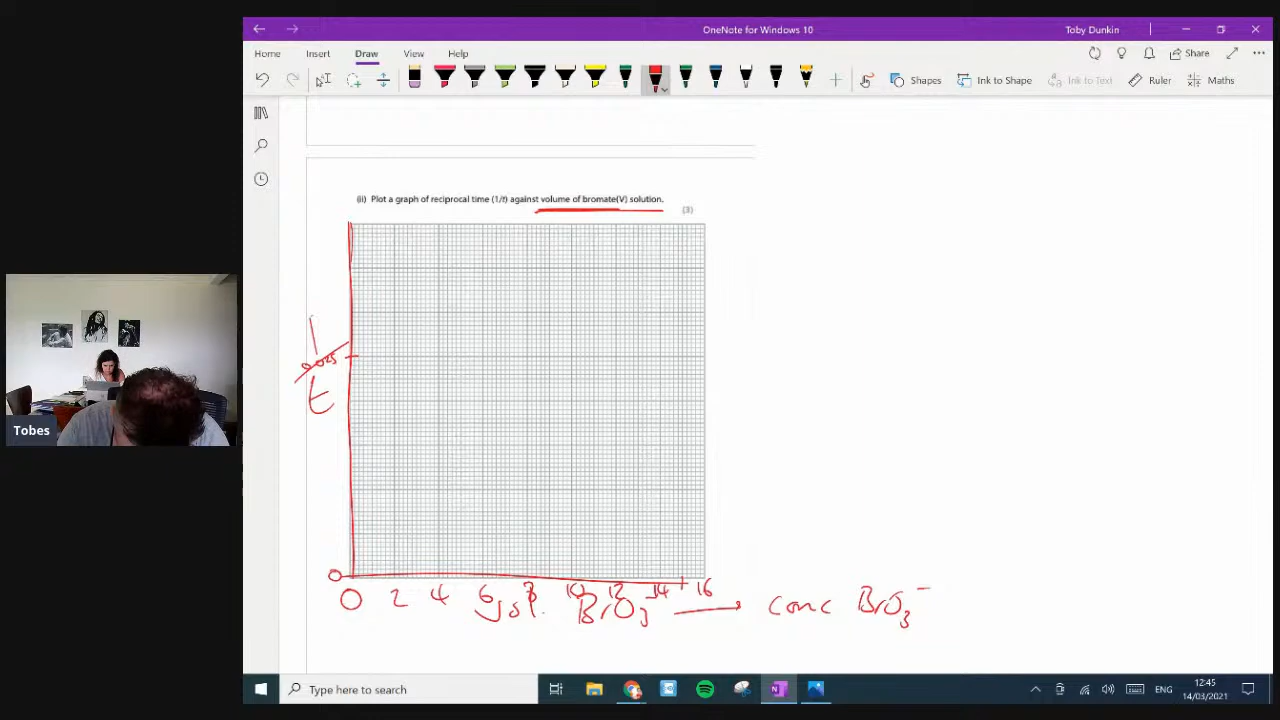 OneNote for Windows 10
Toby Dunkin
Home Insert Draw View Help
Share
Shapes Ink to Shape Ink to Text Ruler Maths
(ii) Plot a graph of reciprocal time (1/t) against volume of bromate(V) solution.
(3)
1
0.025
t
0
0 2 4 6 8 10 12 14 16
vol. BrO3 → conc BrO3-
Tobes
Type here to search
ENG
12:45
14/03/2021